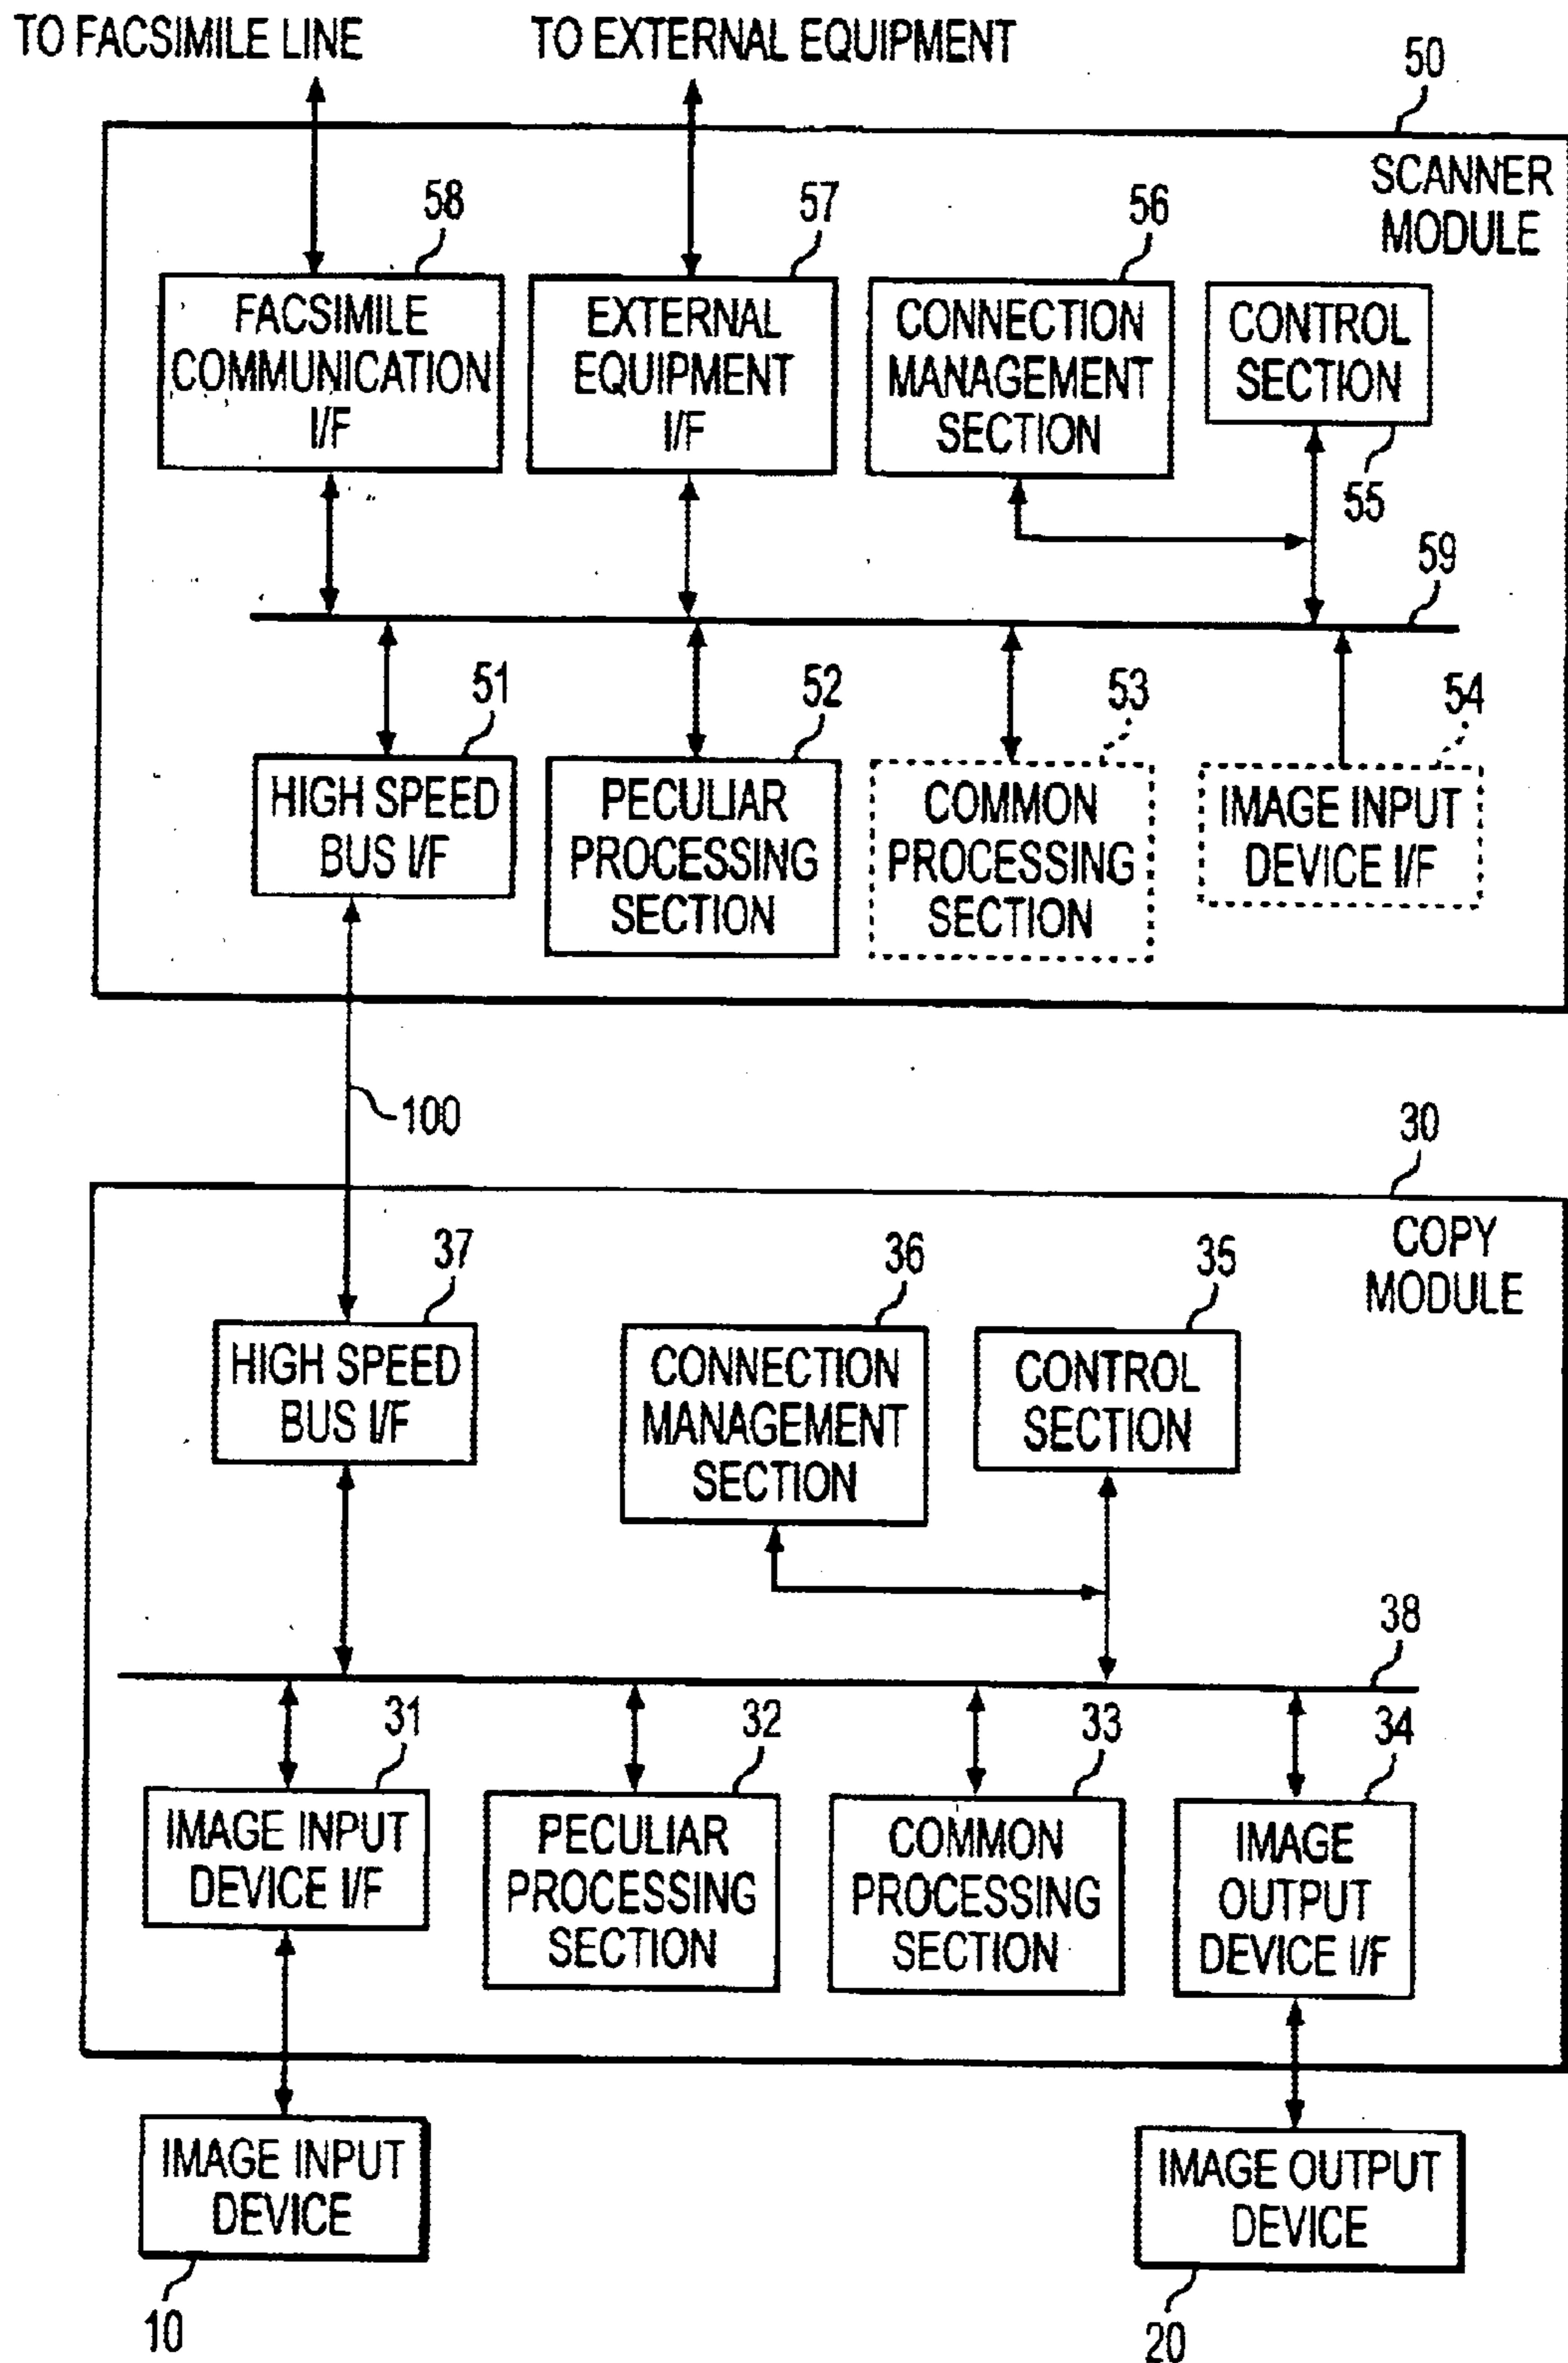 TO FACSIMILE LINE
TO EXTERNAL EQUIPMENT
50
SCANNER
MODULE
58
57
56
FACSIMILE
COMMUNICATION
I/F
EXTERNAL
EQUIPMENT
I/F
CONNECTION
MANAGEMENT
SECTION
CONTROL
SECTION
55
59
51
52
53
54
HIGH SPEED
BUS I/F
PECULIAR
PROCESSING
SECTION
COMMON
PROCESSING
SECTION
IMAGE INPUT
DEVICE I/F
100
30
COPY
MODULE
37
36
35
HIGH SPEED
BUS I/F
CONNECTION
MANAGEMENT
SECTION
CONTROL
SECTION
38
31
32
33
34
IMAGE INPUT
DEVICE I/F
PECULIAR
PROCESSING
SECTION
COMMON
PROCESSING
SECTION
IMAGE
OUTPUT
DEVICE I/F
IMAGE INPUT
DEVICE
IMAGE OUTPUT
DEVICE
10
20